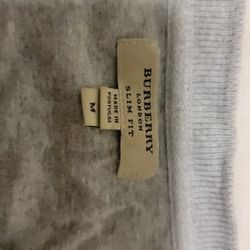 BURBERRY
LONDON
SLIM FIT
M
MADE IN
PORTUGAL